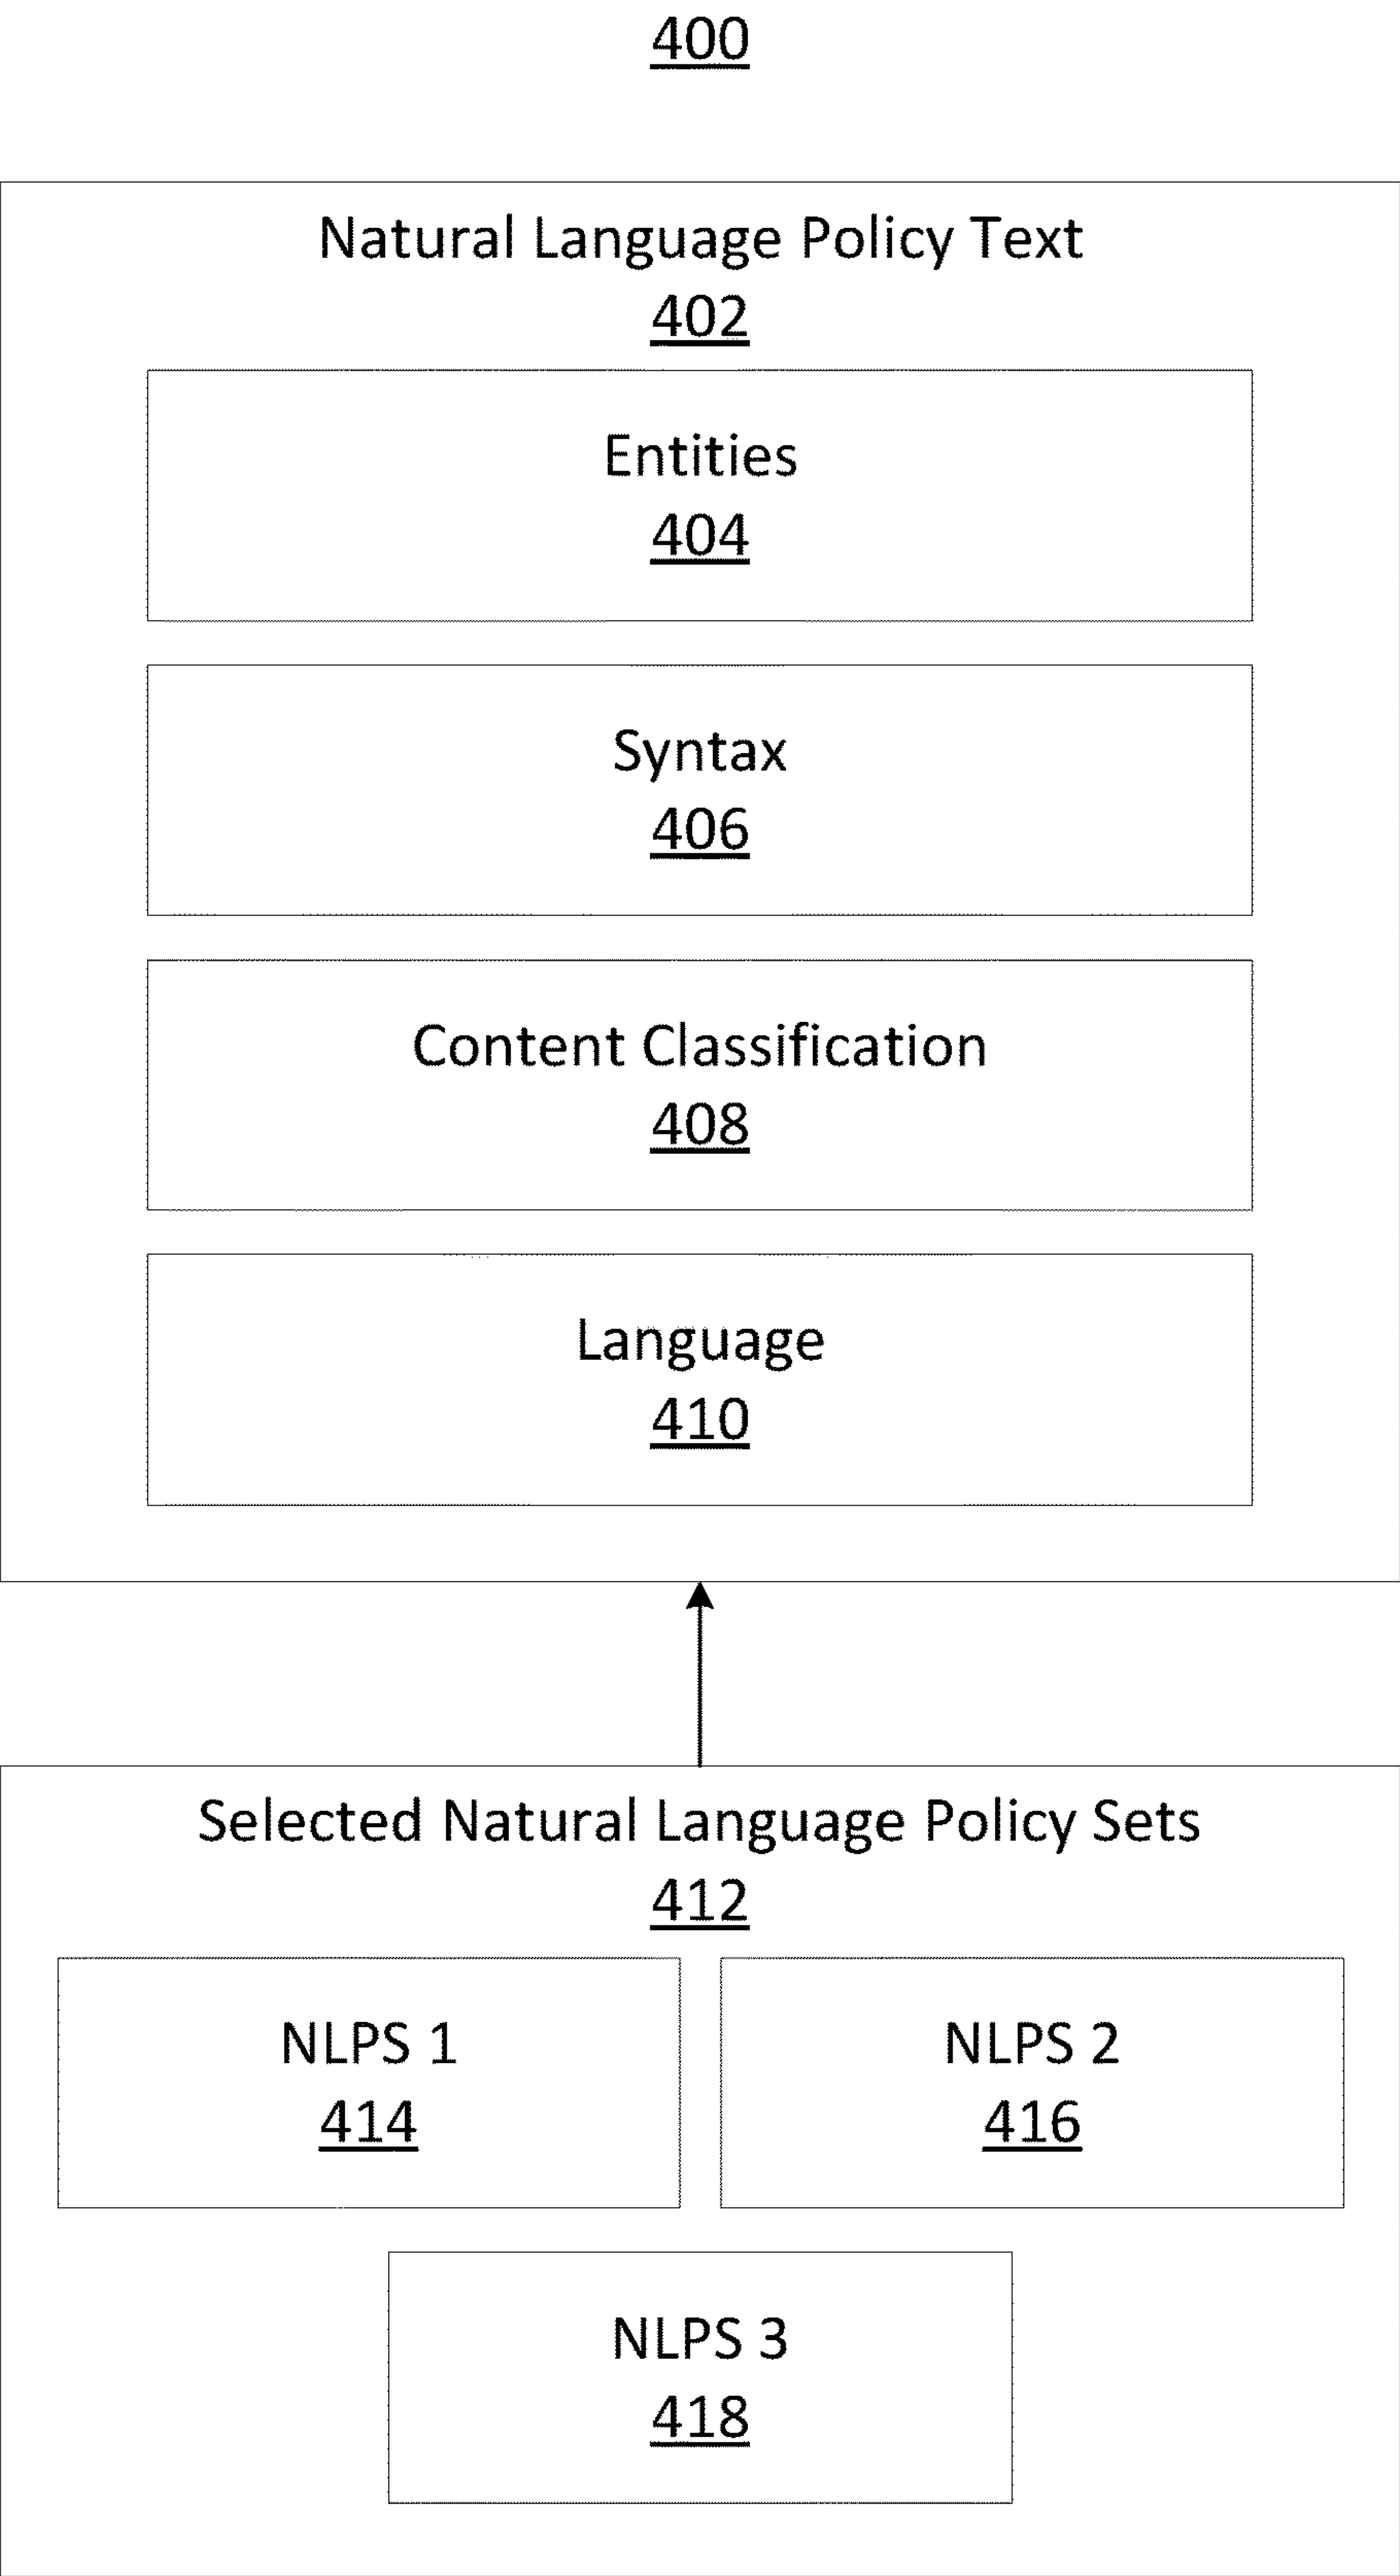 400
Natural Language Policy Text
402
Entities
404
Syntax
406
Content Classification
408
Language
410
Selected Natural Language Policy Sets
412
NLPS 1
414
NLPS 2
416
NLPS 3
418